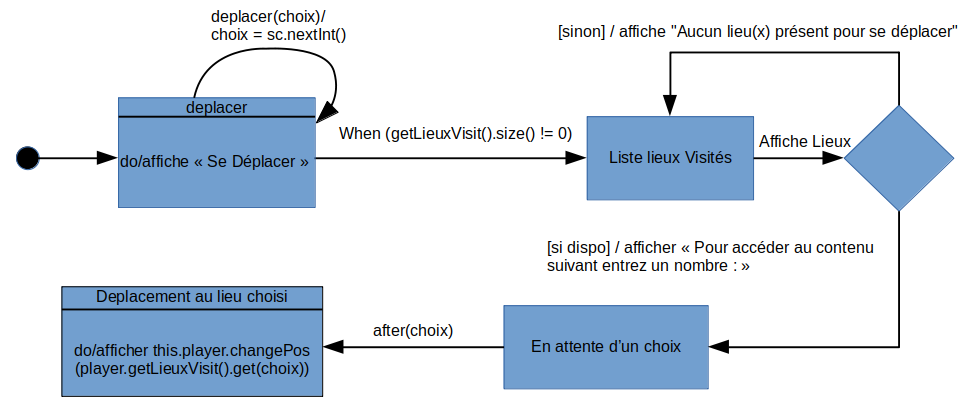 deplacer(choix)/
choix = sc.nextInt()
[sinon] / affiche "Aucun lieu(x) présent pour se déplacer"
deplacer
do/affiche « Se Déplacer »
When (getLieuxVisit().size() != 0)
Liste lieux Visités
Affiche Lieux
[si dispo] / afficher « Pour accéder au contenu
suivant entrez un nombre : »
Deplacement au lieu choisi
do/afficher this.player.changePos
(player.getLieuxVisit().get(choix))
after(choix)
En attente d’un choix